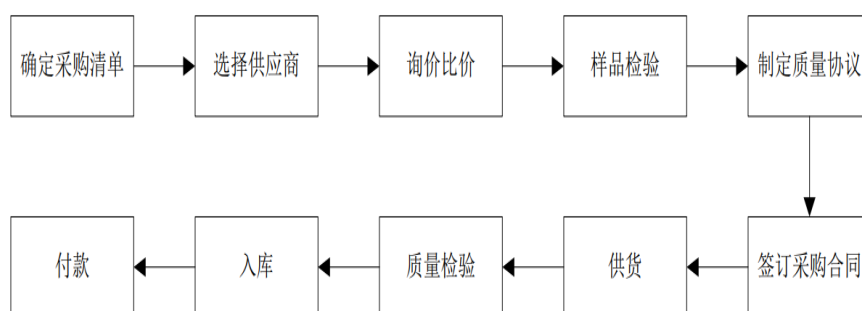 确定采购清单
选择供应商
询价比价
样品检验
制定质量协议
签订采购合同
供货
质量检验
入库
付款